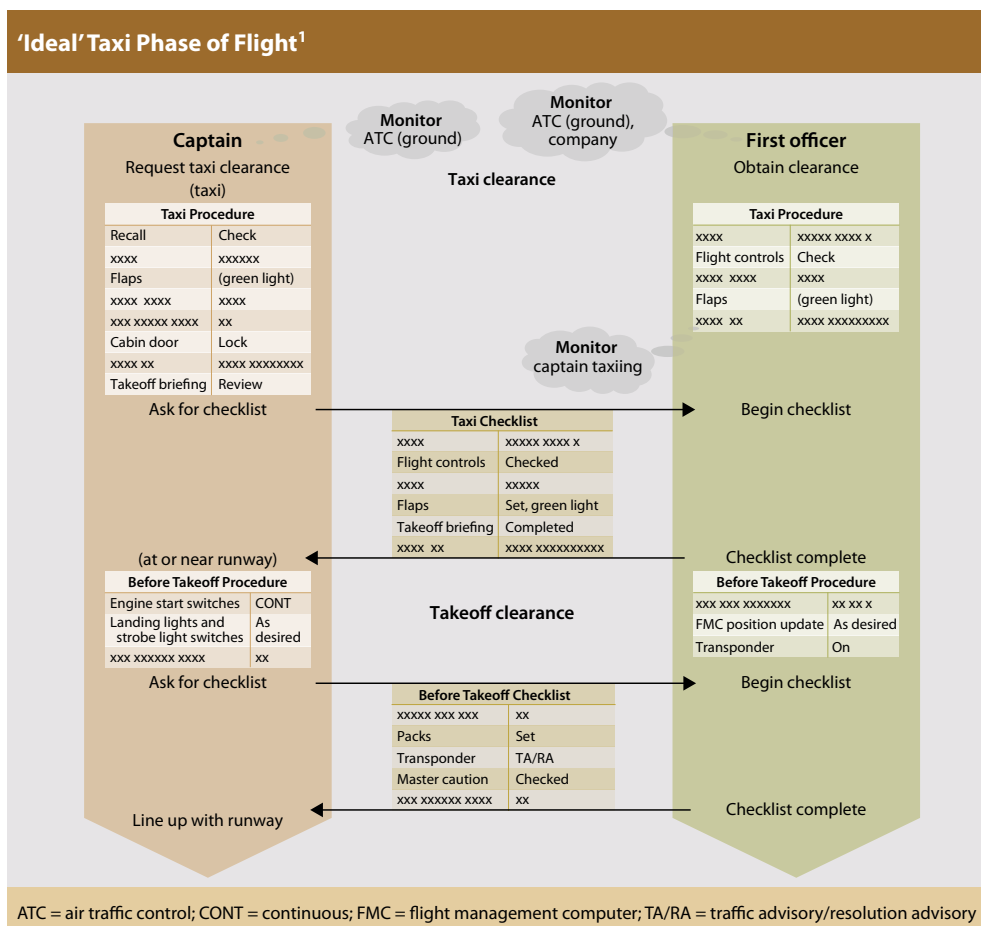 ‘Ideal’ Taxi Phase of Flight¹
Monitor
ATC (ground)
Monitor
ATC (ground),
company
Captain
Request taxi clearance
(taxi)
Taxi clearance
First officer
Obtain clearance
Taxi Procedure
Recall Check
xxxx xxxxxx
Flaps (green light)
xxxx xxxx xxxx
xxx xxxxx xxxx xx
Cabin door Lock
xxxx xx xxxx xxxxxxxx
Takeoff briefing Review
Taxi Procedure
xxxx xxxxx xxxx x
Flight controls Check
xxxx xxxx xxxx
Flaps (green light)
xxxx xx xxxx xxxxxxxxx
Monitor
captain taxiing
Ask for checklist
Begin checklist
Taxi Checklist
xxxx xxxxx xxxx x
Flight controls Checked
xxxx xxxxx
Flaps Set, green light
Takeoff briefing Completed
xxxx xx xxxx xxxxxxxxxx
(at or near runway)
Checklist complete
Before Takeoff Procedure
Engine start switches CONT
Landing lights and As
strobe light switches desired
xxx xxxxxx xxxx xx
Takeoff clearance
Before Takeoff Procedure
xxx xxx xxxxxxx xx xx x
FMC position update As desired
Transponder On
Ask for checklist
Begin checklist
Before Takeoff Checklist
xxxxx xxx xxx xx
Packs Set
Transponder TA/RA
Master caution Checked
xxx xxxxxx xxxx xx
Line up with runway
Checklist complete
ATC = air traffic control; CONT = continuous; FMC = flight management computer; TA/RA = traffic advisory/resolution advisory